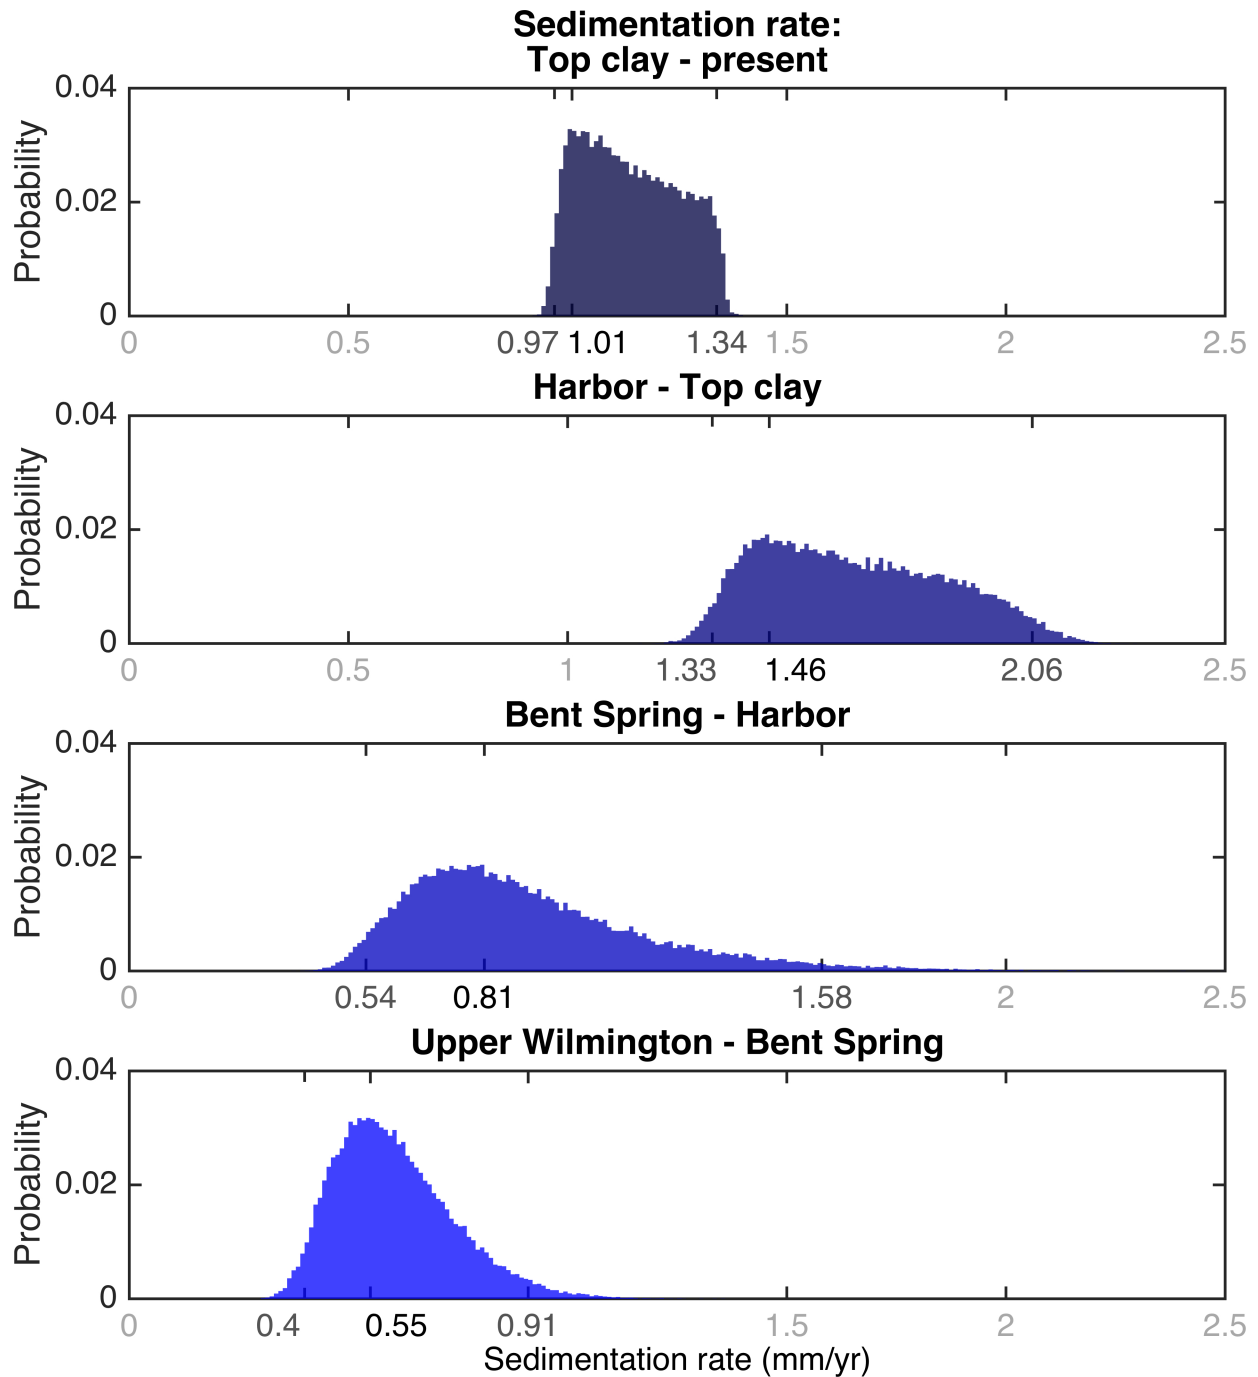 Sedimentation rate:
Top clay - present
0.04
0.02
0
Probability
0 0.5 0.97 1.01 1.34 1.5 2 2.5
Harbor - Top clay
0.04
0.02
0
Probability
0 0.5 1 1.33 1.46 2.06 2.5
Bent Spring - Harbor
0.04
0.02
0
Probability
0 0.54 0.81 1.58 2 2.5
Upper Wilmington - Bent Spring
0.04
0.02
0
Probability
0 0.4 0.55 0.91 1.5 2 2.5
Sedimentation rate (mm/yr)